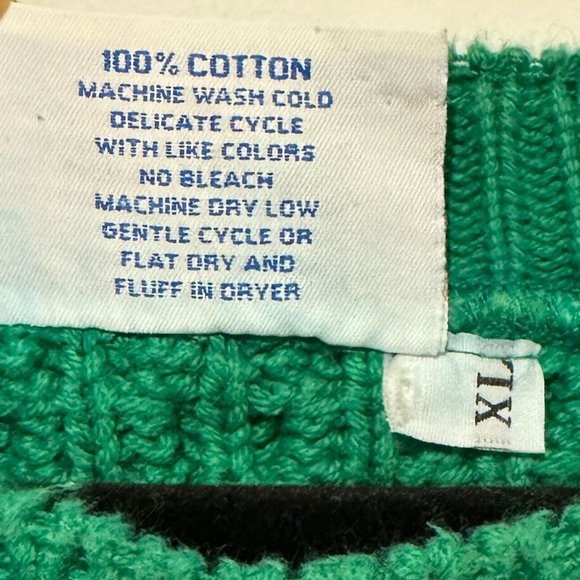 100% COTTON
MACHINE WASH COLD
DELICATE CYCLE
WITH LIKE COLORS
NO BLEACH
MACHINE DRY LOW
GENTLE CYCLE OR
FLAT DRY AND
FLUFF IN DRYER
XL